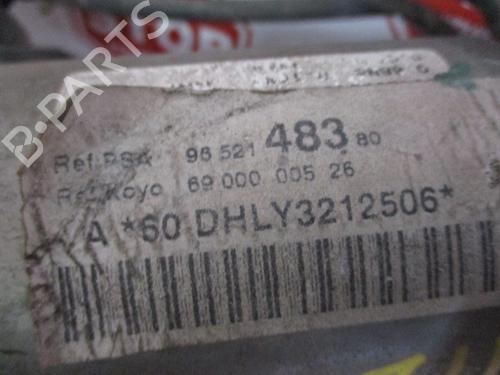 B-PARTS
Ref.PSA 96 521 483 80
Ref.Koyo 69 000 005 26
A *60 DHLY3212506*